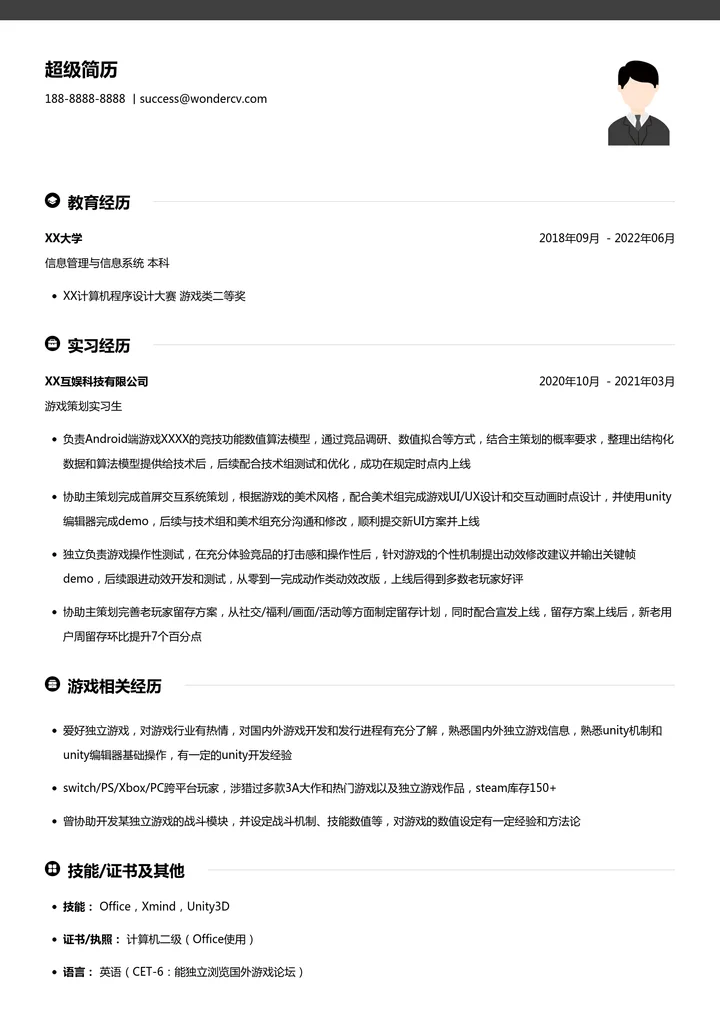 超级简历
188-8888-8888 | success@wondercv.com
教育经历
XX大学 2018年09月 - 2022年06月
信息管理与信息系统 本科
• XX计算机程序设计大赛 游戏类二等奖
实习经历
XX互娱科技有限公司 2020年10月 - 2021年03月
游戏策划实习生
• 负责Android端游戏XXXX的竞技功能数值算法模型，通过竞品调研、数值拟合等方式，结合主策划的概率要求，整理出结构化
数据和算法模型提供给技术后，后续配合技术组测试和优化，成功在规定时点内上线
• 协助主策划完成首屏交互系统策划，根据游戏的美术风格，配合美术组完成游戏UI/UX设计和交互动画时点设计，并使用unity
编辑器完成demo，后续与技术组和美术组充分沟通和修改，顺利提交新UI方案并上线
• 独立负责游戏操作性测试，在充分体验竞品的打击感和操作性后，针对游戏的个性机制提出动效修改建议并输出关键帧
demo，后续跟进动效开发和测试，从零到一完成动作类动效改版，上线后得到多数老玩家好评
• 协助主策划完善老玩家留存方案，从社交/福利/画面/活动等方面制定留存计划，同时配合宣发上线，留存方案上线后，新老用
户周留存环比提升7个百分点
游戏相关经历
• 爱好独立游戏，对游戏行业有热情，对国内外游戏开发和发行进程有充分了解，熟悉国内外独立游戏信息，熟悉unity机制和
unity编辑器基础操作，有一定的unity开发经验
• switch/PS/Xbox/PC跨平台玩家，涉猎过多款3A大作和热门游戏以及独立游戏作品，steam库存150+
• 曾协助开发某独立游戏的战斗模块，并设定战斗机制、技能数值等，对游戏的数值设定有一定经验和方法论
技能/证书及其他
• 技能： Office，Xmind，Unity3D
• 证书/执照： 计算机二级（Office使用）
• 语言： 英语（CET-6：能独立浏览国外游戏论坛）